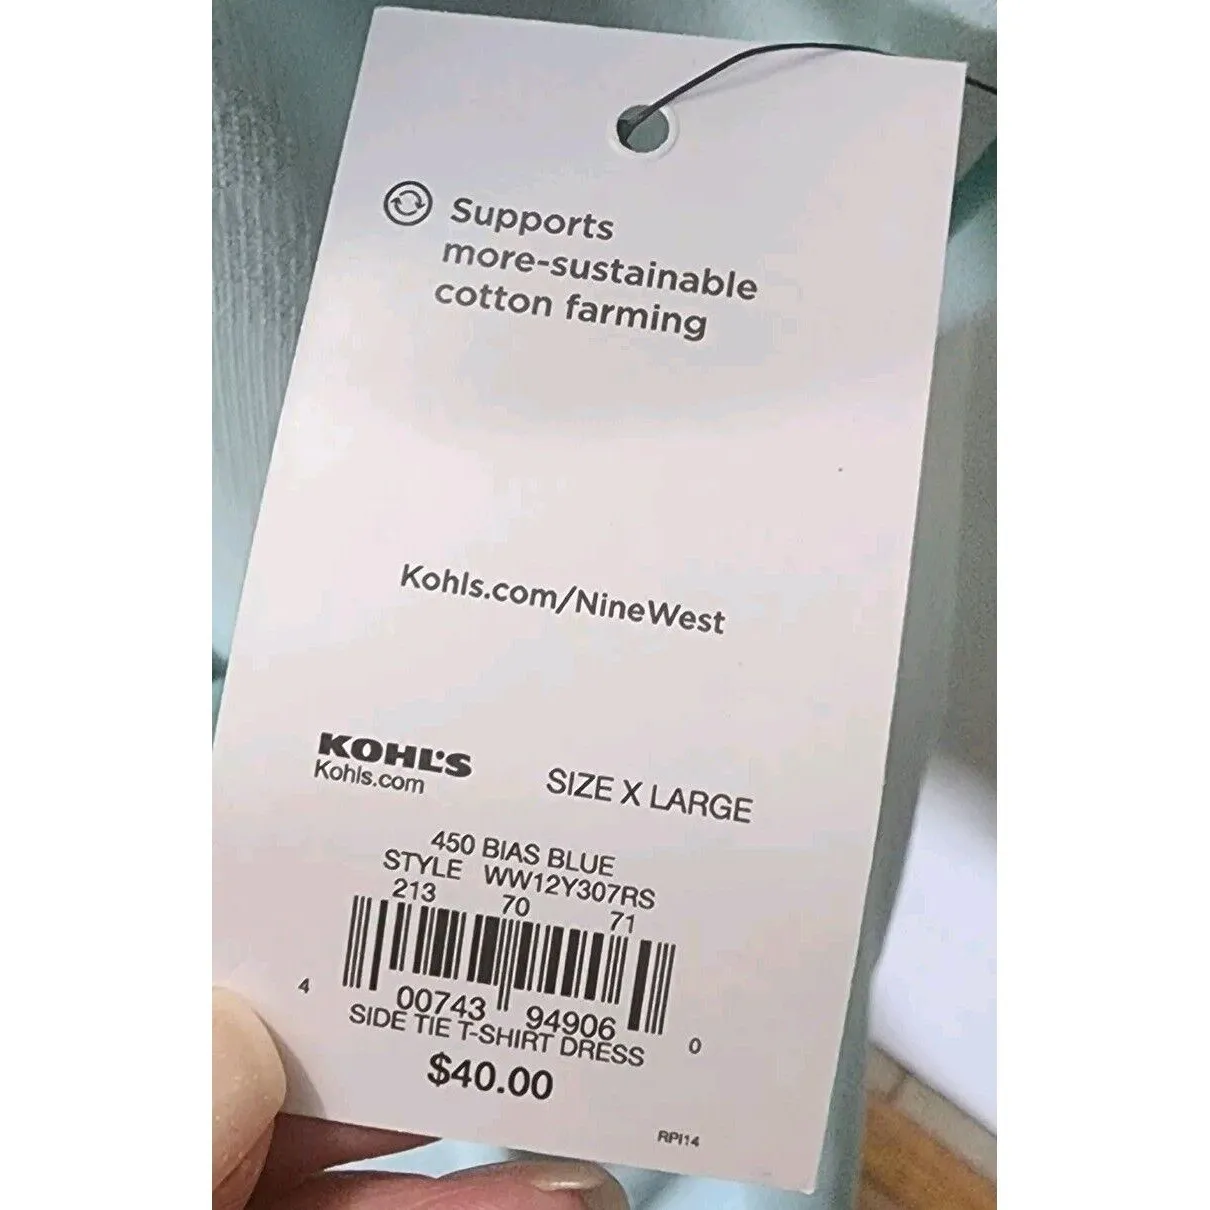 Supports
more-sustainable
cotton farming
Kohls.com/NineWest
KOHL'S
Kohls.com
SIZE X LARGE
450 BIAS BLUE
STYLE WW12Y307RS
213 70 71
4 00743 94906 0
SIDE TIE T-SHIRT DRESS
$40.00
RPI14